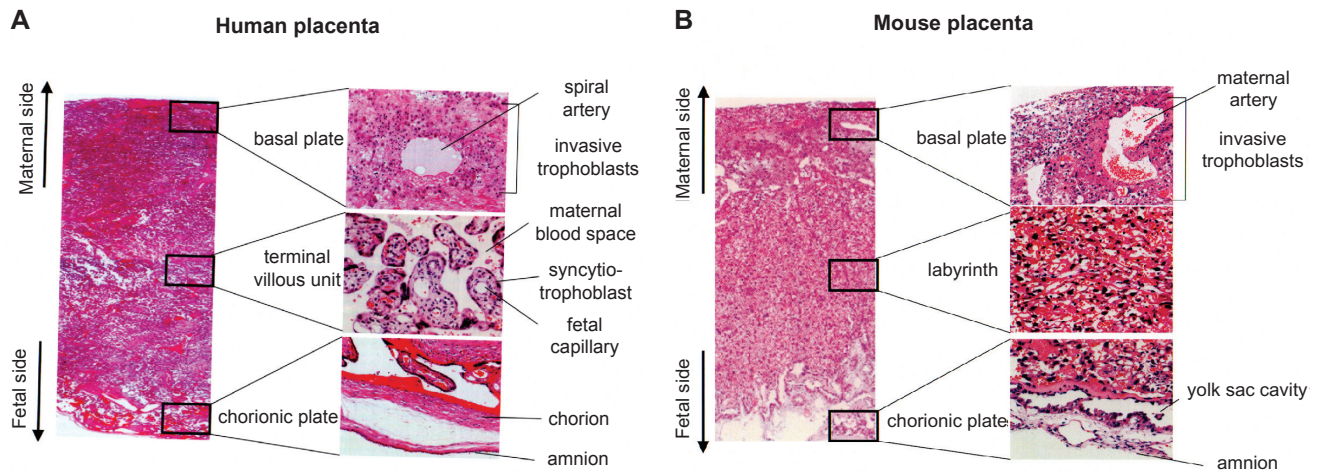 A
Human placenta
Maternal side
Fetal side
basal plate
terminal
villous unit
chorionic plate
spiral
artery
invasive
trophoblasts
maternal
blood space
syncytio-
trophoblast
fetal
capillary
chorion
amnion
B
Mouse placenta
Maternal side
Fetal side
basal plate
labyrinth
chorionic plate
maternal
artery
invasive
trophoblasts
yolk sac cavity
amnion